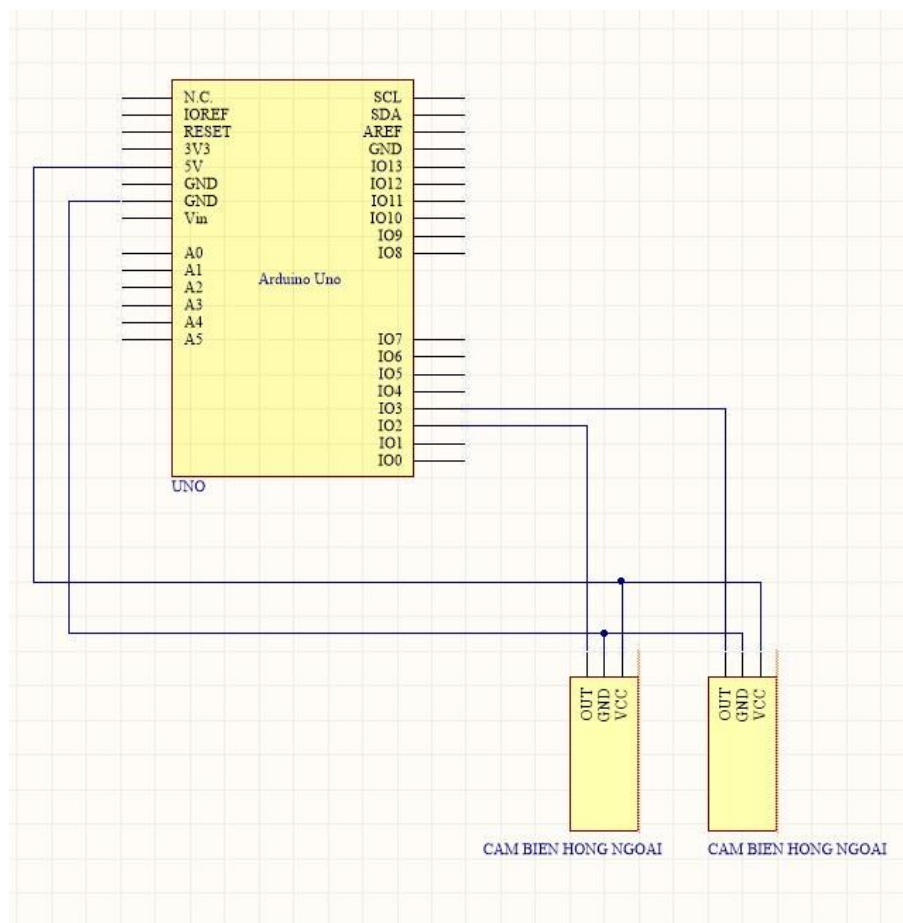 N.C.
IOREF
RESET
3V3
5V
GND
GND
Vin
A0
A1
A2
A3
A4
A5
Arduino Uno
SCL
SDA
AREF
GND
IO13
IO12
IO11
IO10
IO9
IO8
IO7
IO6
IO5
IO4
IO3
IO2
IO1
IO0
UNO
OUT
GND
VCC
CAM BIEN HONG NGOAI
OUT
GND
VCC
CAM BIEN HONG NGOAI